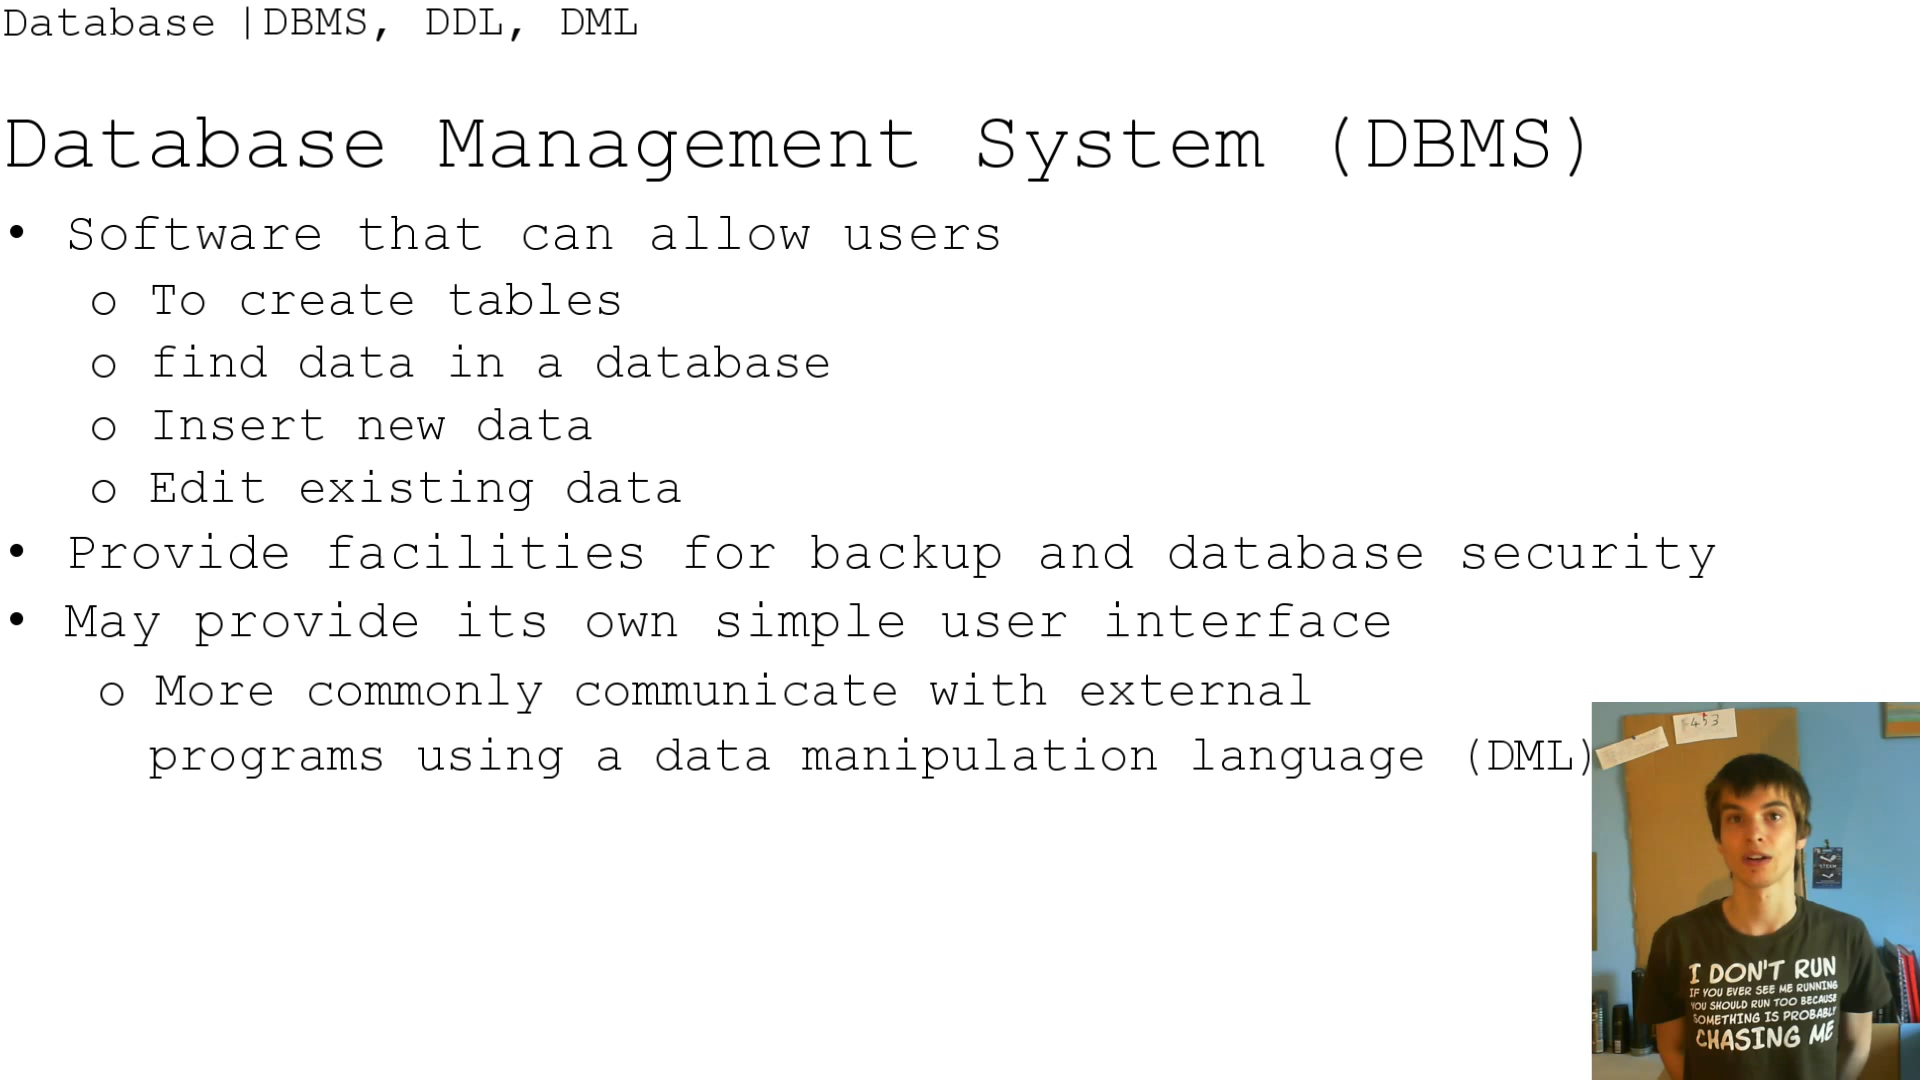 Database |DBMS, DDL, DML
Database Management System (DBMS)
• Software that can allow users
o To create tables
o find data in a database
o Insert new data
o Edit existing data
• Provide facilities for backup and database security
• May provide its own simple user interface
o More commonly communicate with external
programs using a data manipulation language (DML)
453
STEAM
I DON'T RUN
IF YOU EVER SEE ME RUNNING
YOU SHOULD RUN TOO BECAUSE
SOMETHING IS PROBABLY
CHASING ME